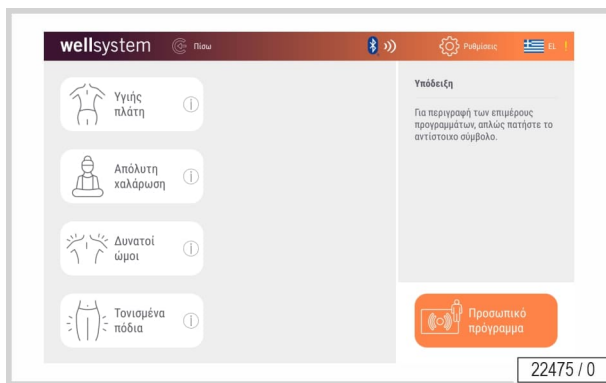 wellsystem Πίσω Ρυθμίσεις EL !
Υγιής
πλάτη
Απόλυτη
χαλάρωση
Δυνατοί
ώμοι
Τονισμένα
πόδια
Υπόδειξη
Για περιγραφή των επιμέρους
προγραμμάτων, απλώς πατήστε το
αντίστοιχο σύμβολο.
Προσωπικό
πρόγραμμα
22475 / 0